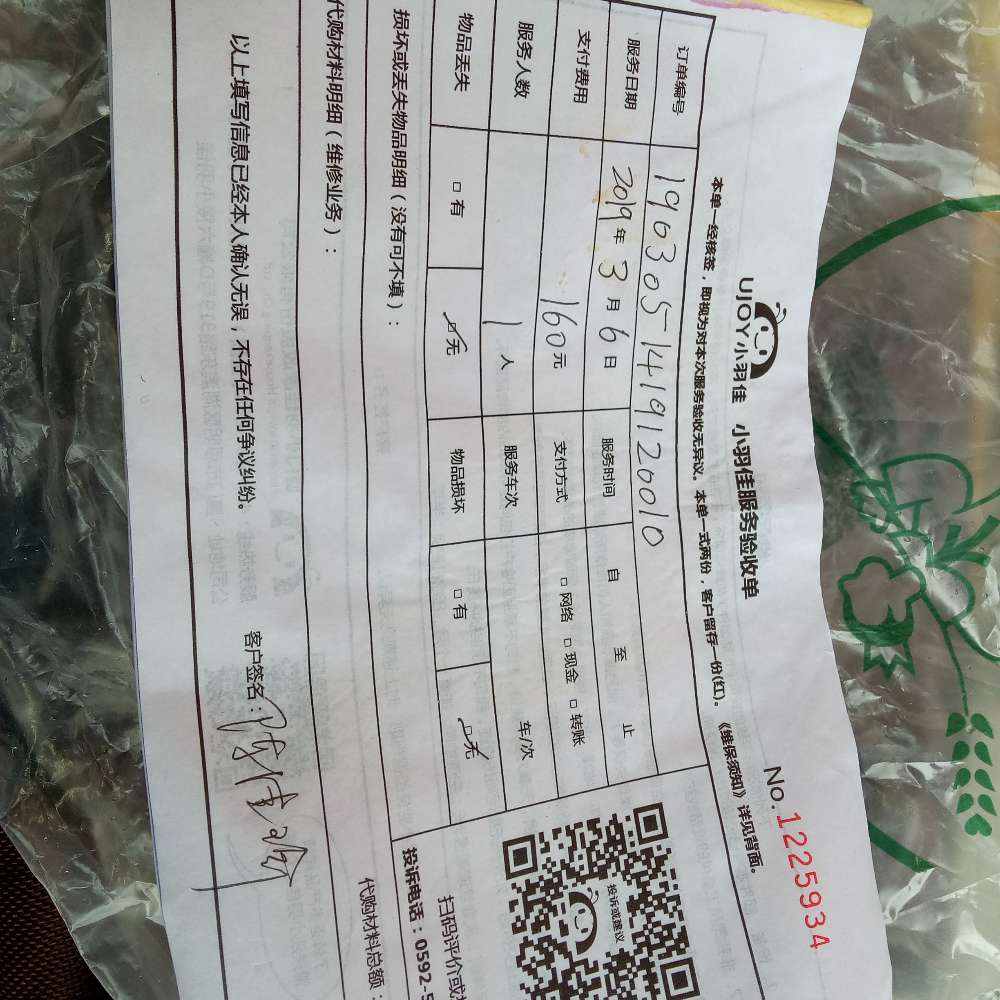 UJOY小羽佳 小羽佳服务验收单
No.1225934
本单一经核签，即视为对本次服务验收无异议。本单一式两份，客户留存一份(红)。《维保须知》详见背面。
订单编号 1903051419120010
服务日期 2019年3月6日 服务时间 自 至 止
支付费用 160元 支付方式 □网络 □现金 □转账
服务人数 1人 服务车次 车/次
物品丢失 □有 ☑无 物品损坏 □有 ☑无
投诉或建议
扫码评价或
投诉电话：0592-5
损坏或丢失物品明细（没有可不填）：
代购材料明细（维修业务）：
代购材料总额：
以上填写信息已经本人确认无误，不存在任何争议纠纷。
客户签名：